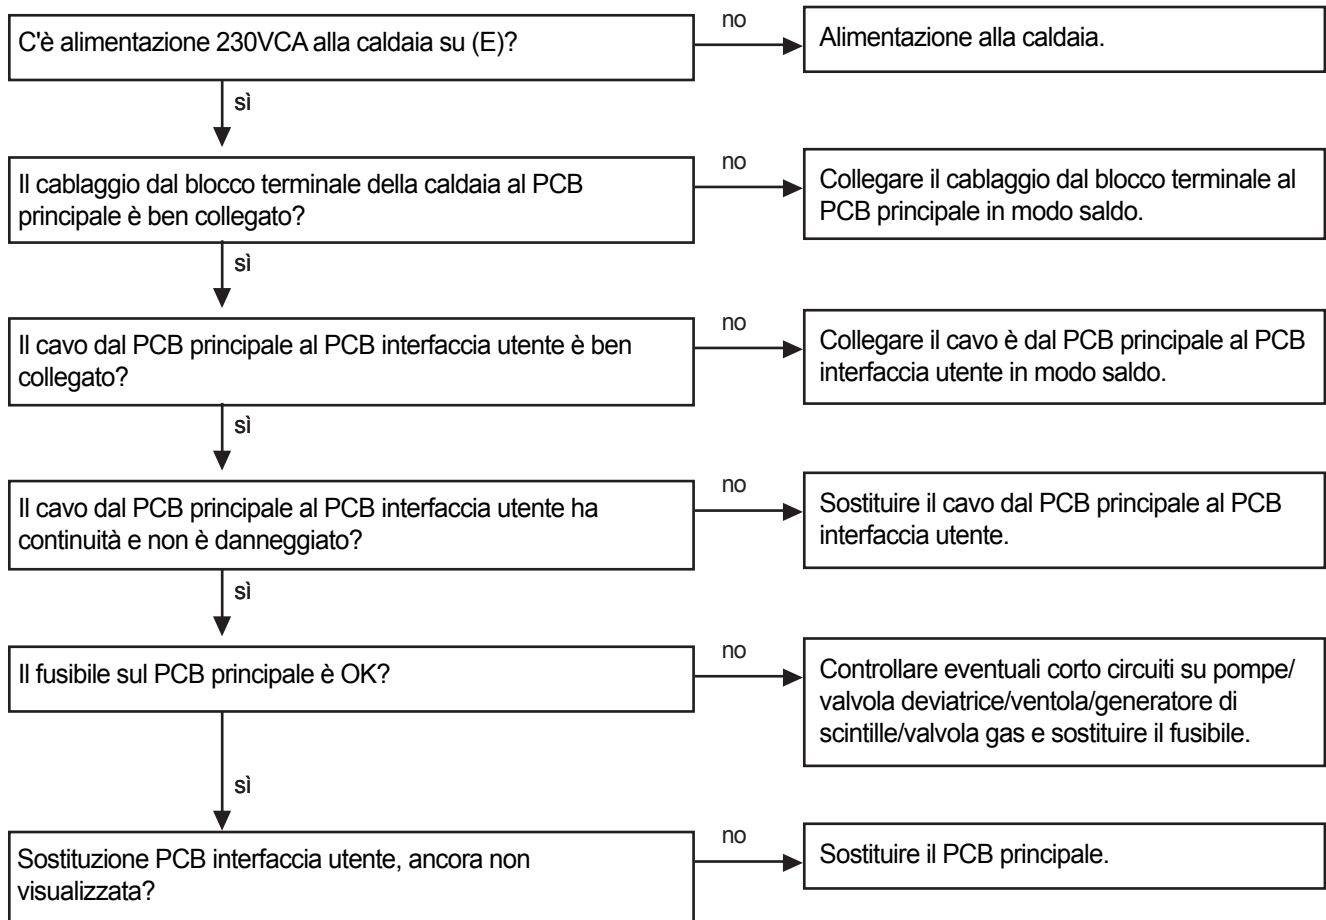 C'è alimentazione 230VCA alla caldaia su (E)?
no
Alimentazione alla caldaia.
sì
Il cablaggio dal blocco terminale della caldaia al PCB
principale è ben collegato?
no
Collegare il cablaggio dal blocco terminale al
PCB principale in modo saldo.
sì
Il cavo dal PCB principale al PCB interfaccia utente è ben
collegato?
no
Collegare il cavo è dal PCB principale al PCB
interfaccia utente in modo saldo.
sì
Il cavo dal PCB principale al PCB interfaccia utente ha
continuità e non è danneggiato?
no
Sostituire il cavo dal PCB principale al PCB
interfaccia utente.
sì
Il fusibile sul PCB principale è OK?
no
Controllare eventuali corto circuiti su pompe/
valvola deviatrice/ventola/generatore di
scintille/valvola gas e sostituire il fusibile.
sì
Sostituzione PCB interfaccia utente, ancora non
visualizzata?
no
Sostituire il PCB principale.